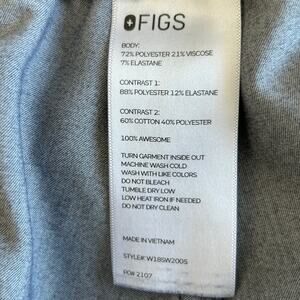 FIGS
BODY:
72% POLYESTER 21% VISCOSE
7% ELASTANE
CONTRAST 1:
88% POLYESTER 12% ELASTANE
CONTRAST 2:
60% COTTON 40% POLYESTER
100% AWESOME
TURN GARMENT INSIDE OUT
MACHINE WASH COLD
WASH WITH LIKE COLORS
DO NOT BLEACH
TUMBLE DRY LOW
LOW HEAT IRON IF NEEDED
DO NOT DRY CLEAN
MADE IN VIETNAM
STYLE#: W18SW2005
PO# 2107